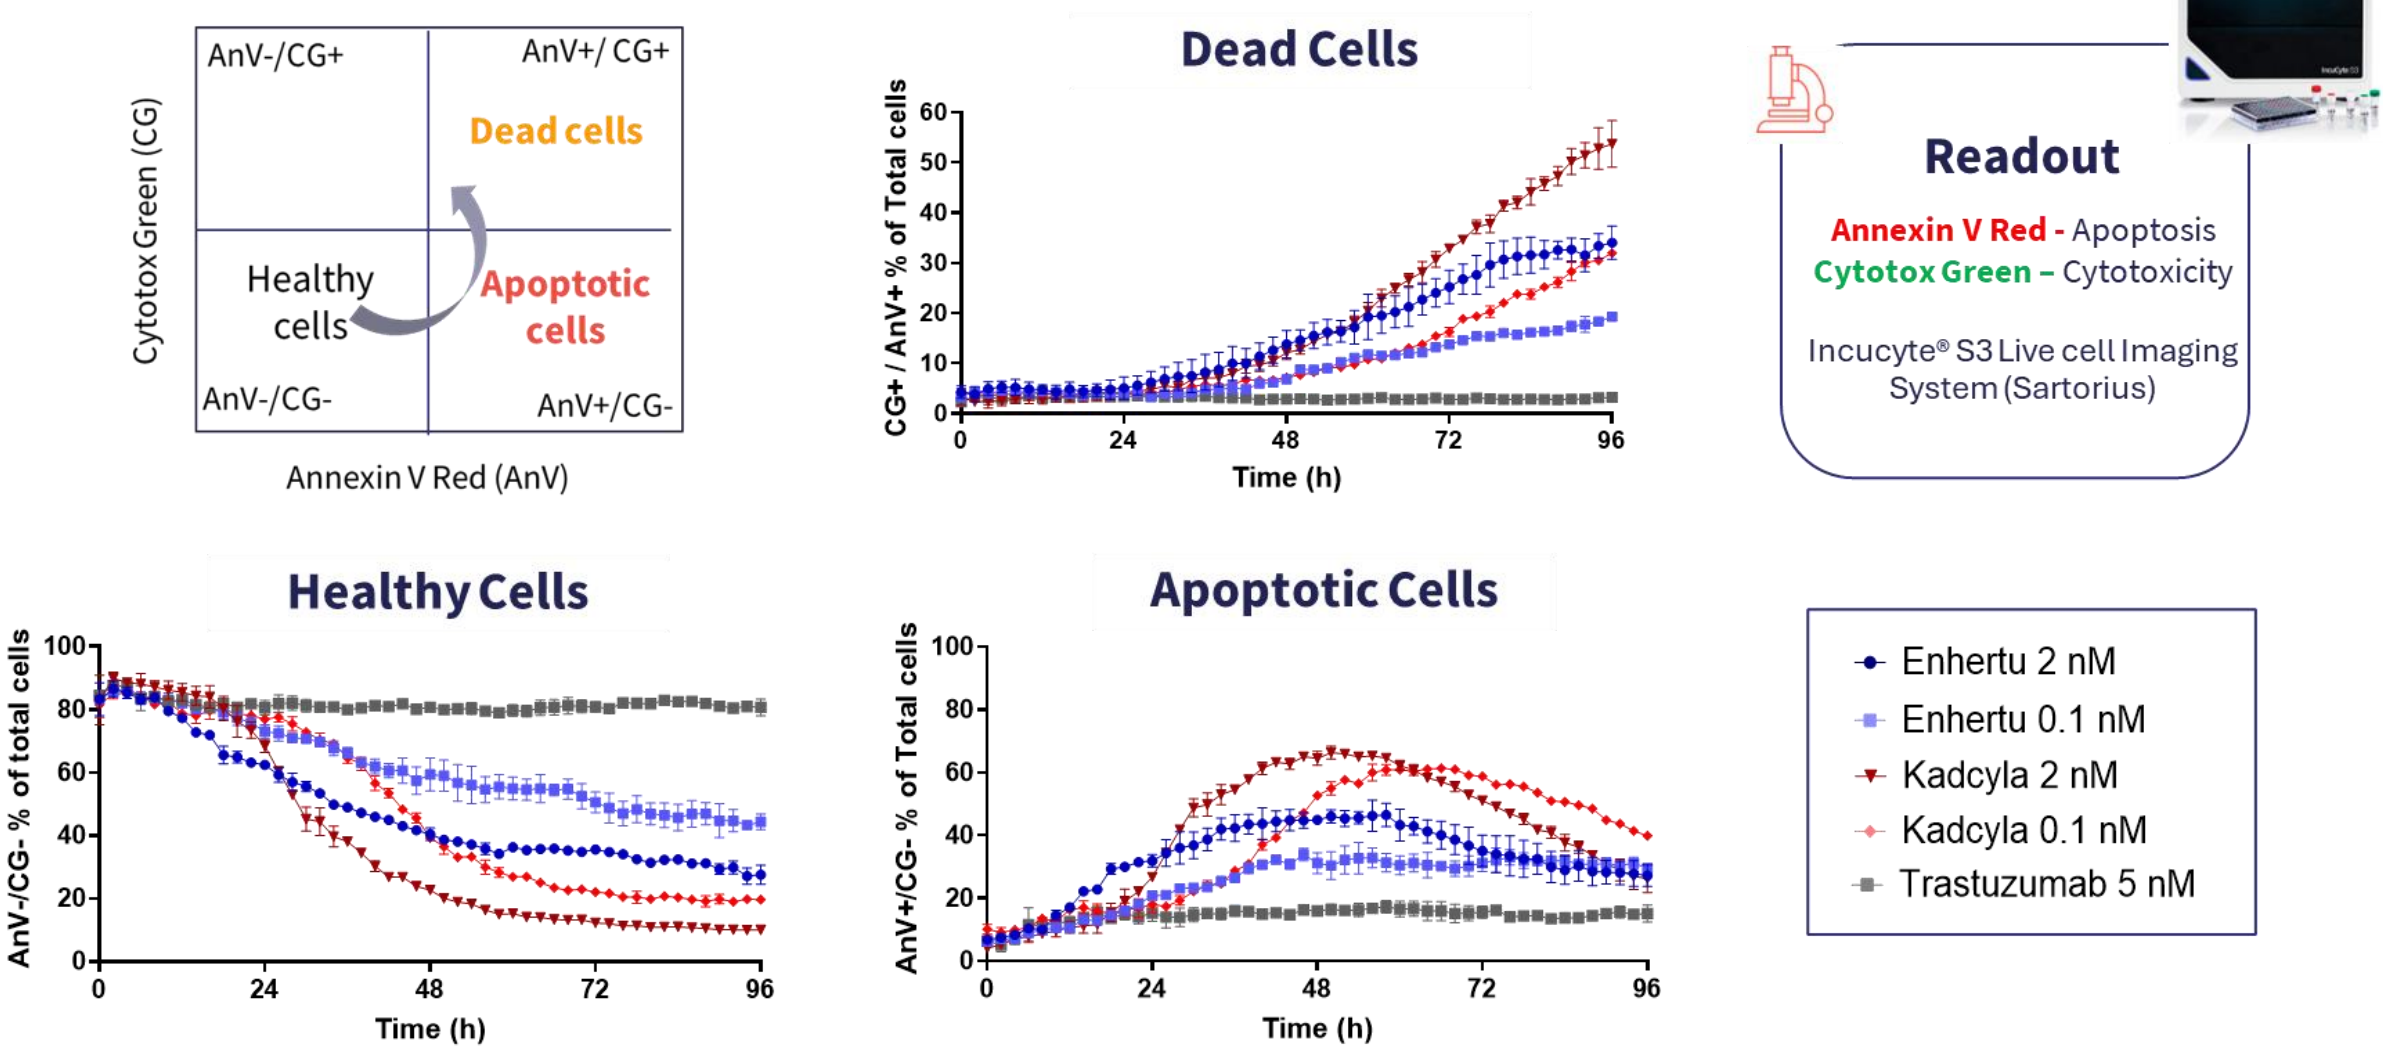 AnV-/CG+
AnV+/ CG+
Dead cells
Healthy
cells
Apoptotic
cells
AnV-/CG-
AnV+/CG-
Cytotox Green (CG)
Annexin V Red (AnV)
Dead Cells
CG+ / AnV+ % of Total cells
60
50
40
30
20
10
0
0 24 48 72 96
Time (h)
IncuCyte S3
Readout
Annexin V Red - Apoptosis
Cytotox Green – Cytotoxicity
Incucyte® S3 Live cell Imaging
System (Sartorius)
Healthy Cells
AnV-/CG- % of total cells
100
80
60
40
20
0
0 24 48 72 96
Time (h)
Apoptotic Cells
AnV+/CG- % of Total cells
100
80
60
40
20
0
0 24 48 72 96
Time (h)
Enhertu 2 nM
Enhertu 0.1 nM
Kadcyla 2 nM
Kadcyla 0.1 nM
Trastuzumab 5 nM